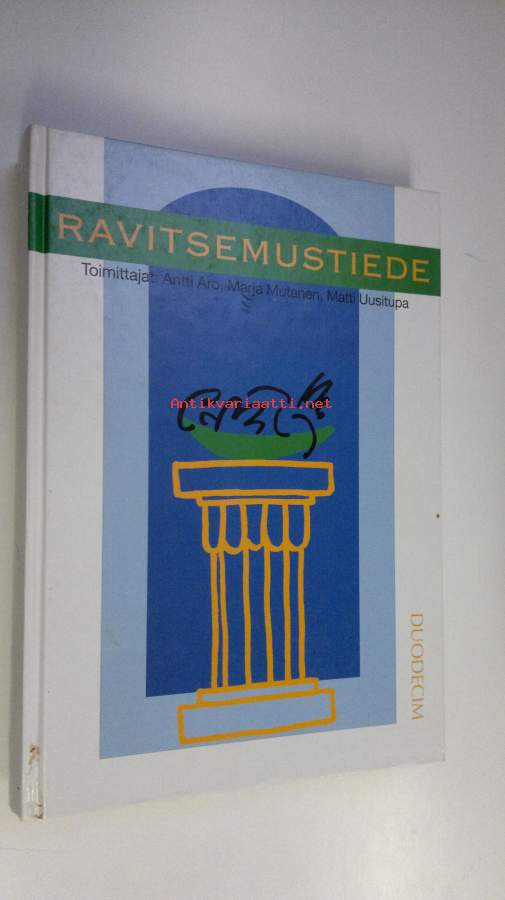 RAVITSEMUSTIEDE
Toimittajat: Antti Aro, Marja Mutanen, Matti Uusitupa
Antikvariaatti.net
DUODECIM